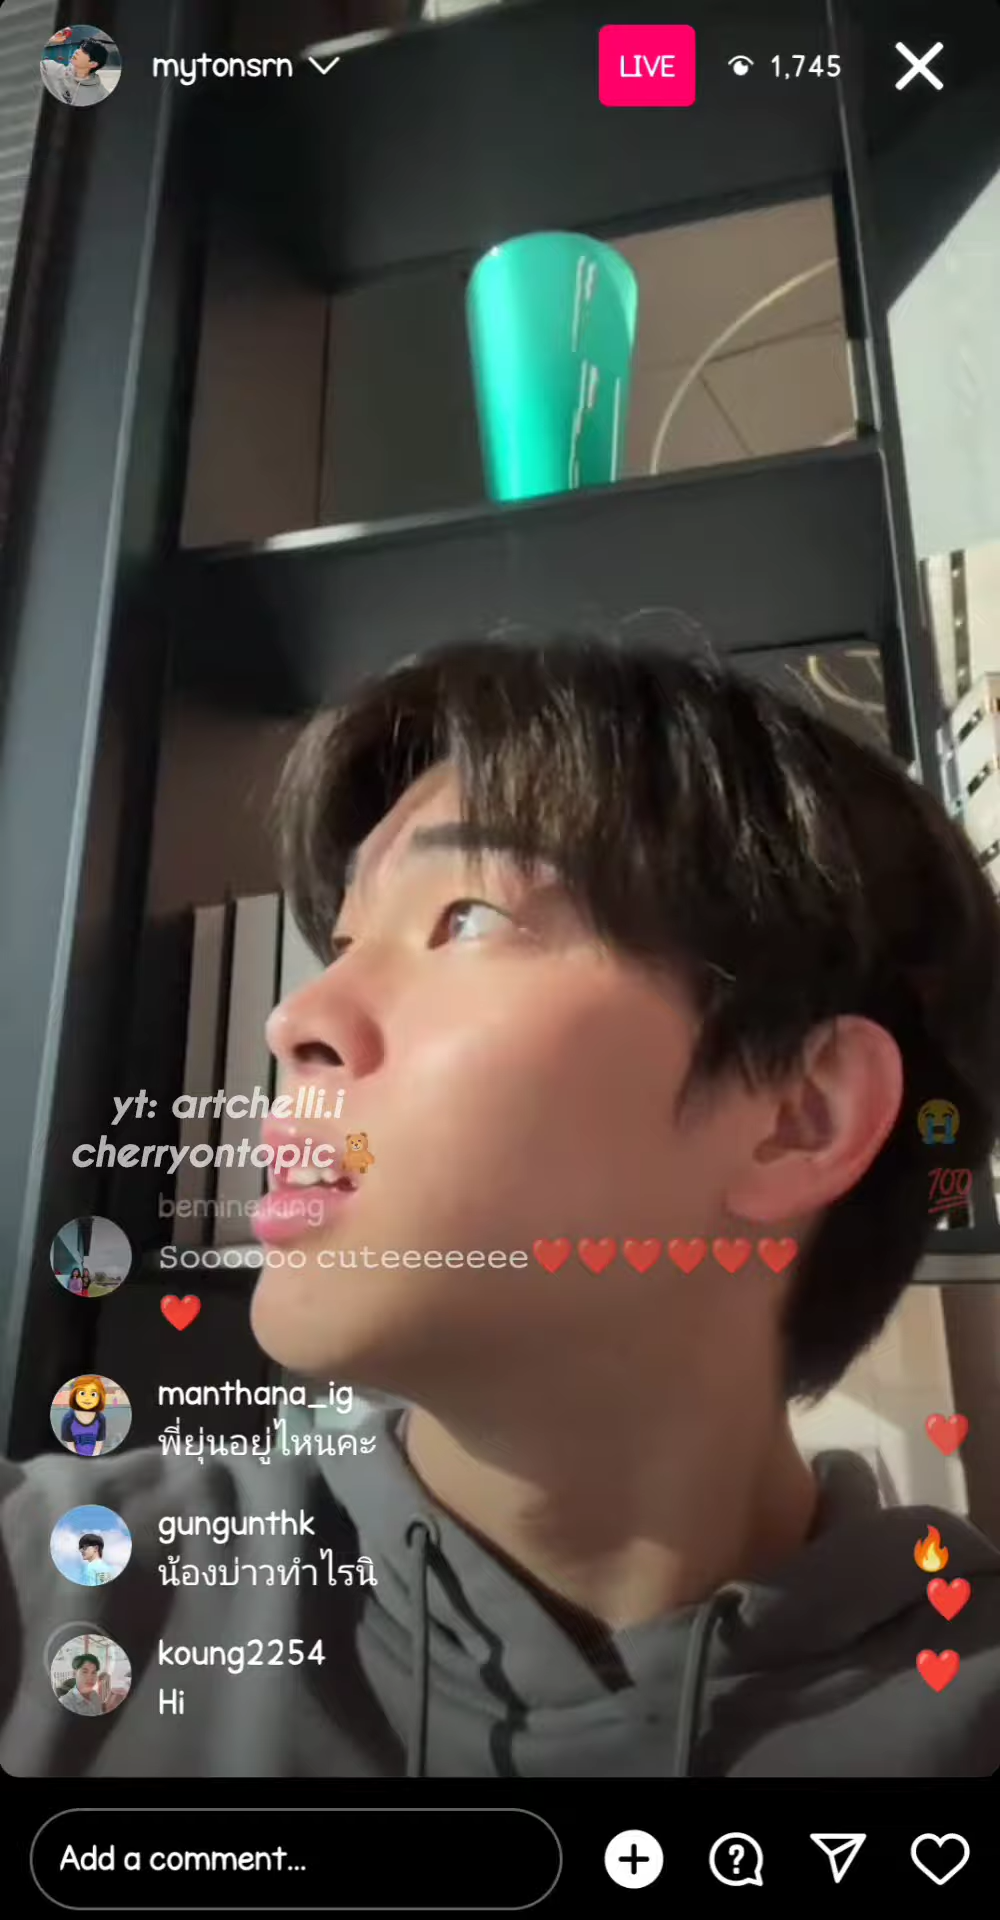 mytonsrn
LIVE
1,745
yt: artchelli.i
cherryontopic🧸
bemine.king
Soooooo cuteeeeeee❤️❤️❤️❤️❤️❤️
❤️
manthana_ig
พี่ยุ่นอยู่ไหนคะ
gungunthk
น้องบ่าวทำไรนิ
koung2254
Hi
Add a comment...